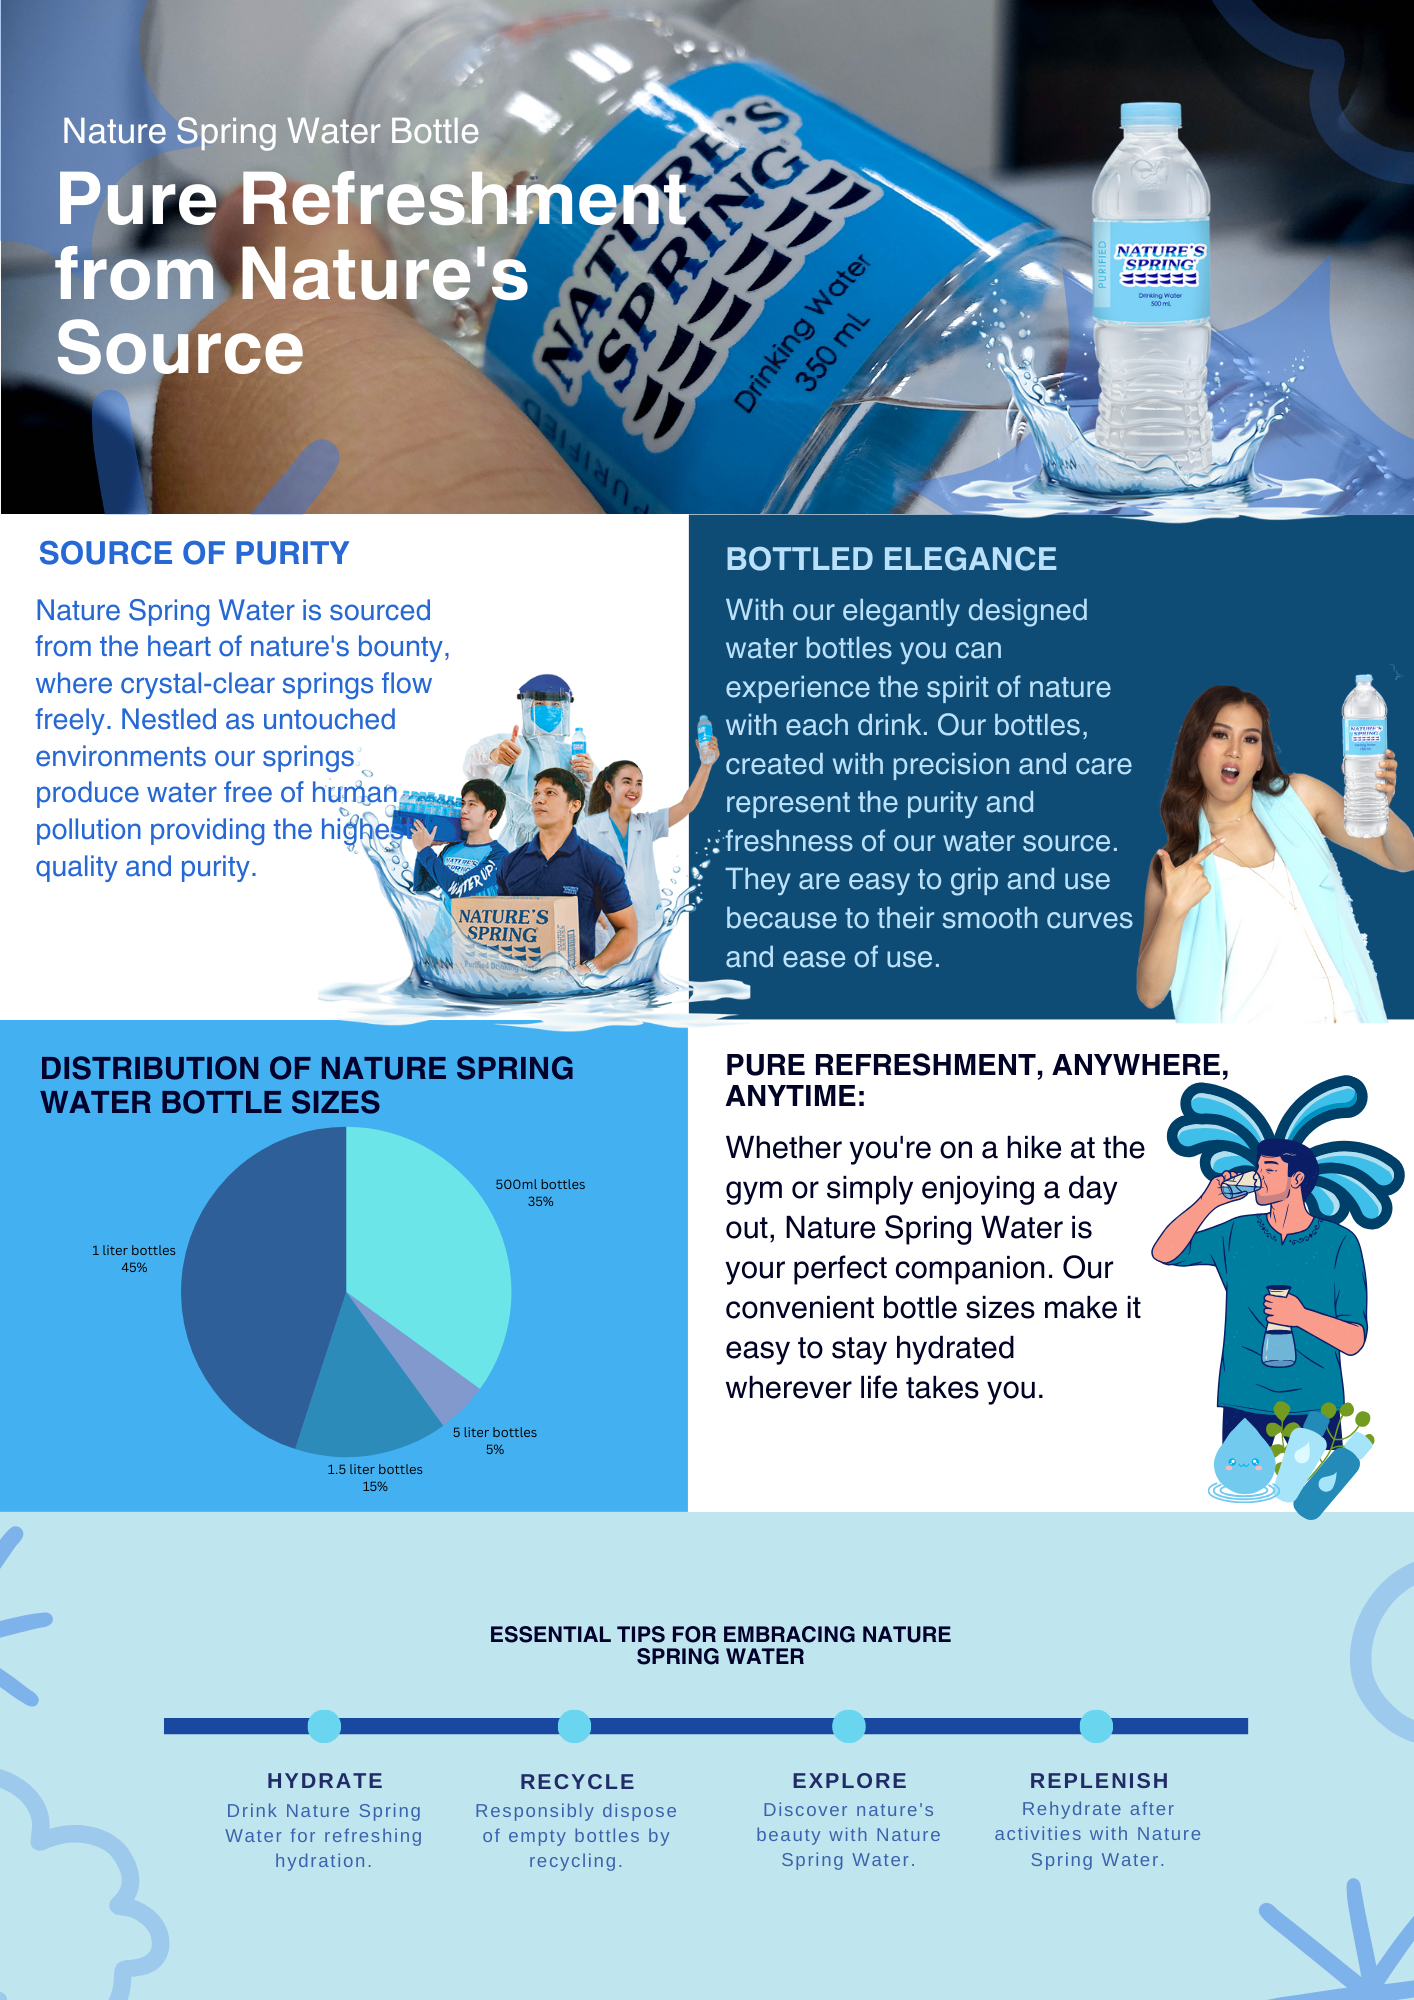 Nature Spring Water Bottle
Pure Refreshment
from Nature's
Source
NATURE'S
SPRING
Drinking Water
350 mL
PURIFIED
PURIFIED
NATURE'S
SPRING
Drinking Water
500 mL
SOURCE OF PURITY
Nature Spring Water is sourced
from the heart of nature's bounty,
where crystal-clear springs flow
freely. Nestled as untouched
environments our springs
produce water free of human
pollution providing the highest
quality and purity.
NATURE'S
SPRING
WATER UP!
NATURE'S
SPRING
Purified Drinking Water
BOTTLED ELEGANCE
With our elegantly designed
water bottles you can
experience the spirit of nature
with each drink. Our bottles,
created with precision and care
represent the purity and
freshness of our water source.
They are easy to grip and use
because to their smooth curves
and ease of use.
NATURE'S
SPRING
DISTRIBUTION OF NATURE SPRING
WATER BOTTLE SIZES
500ml bottles
35%
1 liter bottles
45%
5 liter bottles
5%
1.5 liter bottles
15%
PURE REFRESHMENT, ANYWHERE,
ANYTIME:
Whether you're on a hike at the
gym or simply enjoying a day
out, Nature Spring Water is
your perfect companion. Our
convenient bottle sizes make it
easy to stay hydrated
wherever life takes you.
ESSENTIAL TIPS FOR EMBRACING NATURE
SPRING WATER
HYDRATE
Drink Nature Spring
Water for refreshing
hydration.
RECYCLE
Responsibly dispose
of empty bottles by
recycling.
EXPLORE
Discover nature's
beauty with Nature
Spring Water.
REPLENISH
Rehydrate after
activities with Nature
Spring Water.